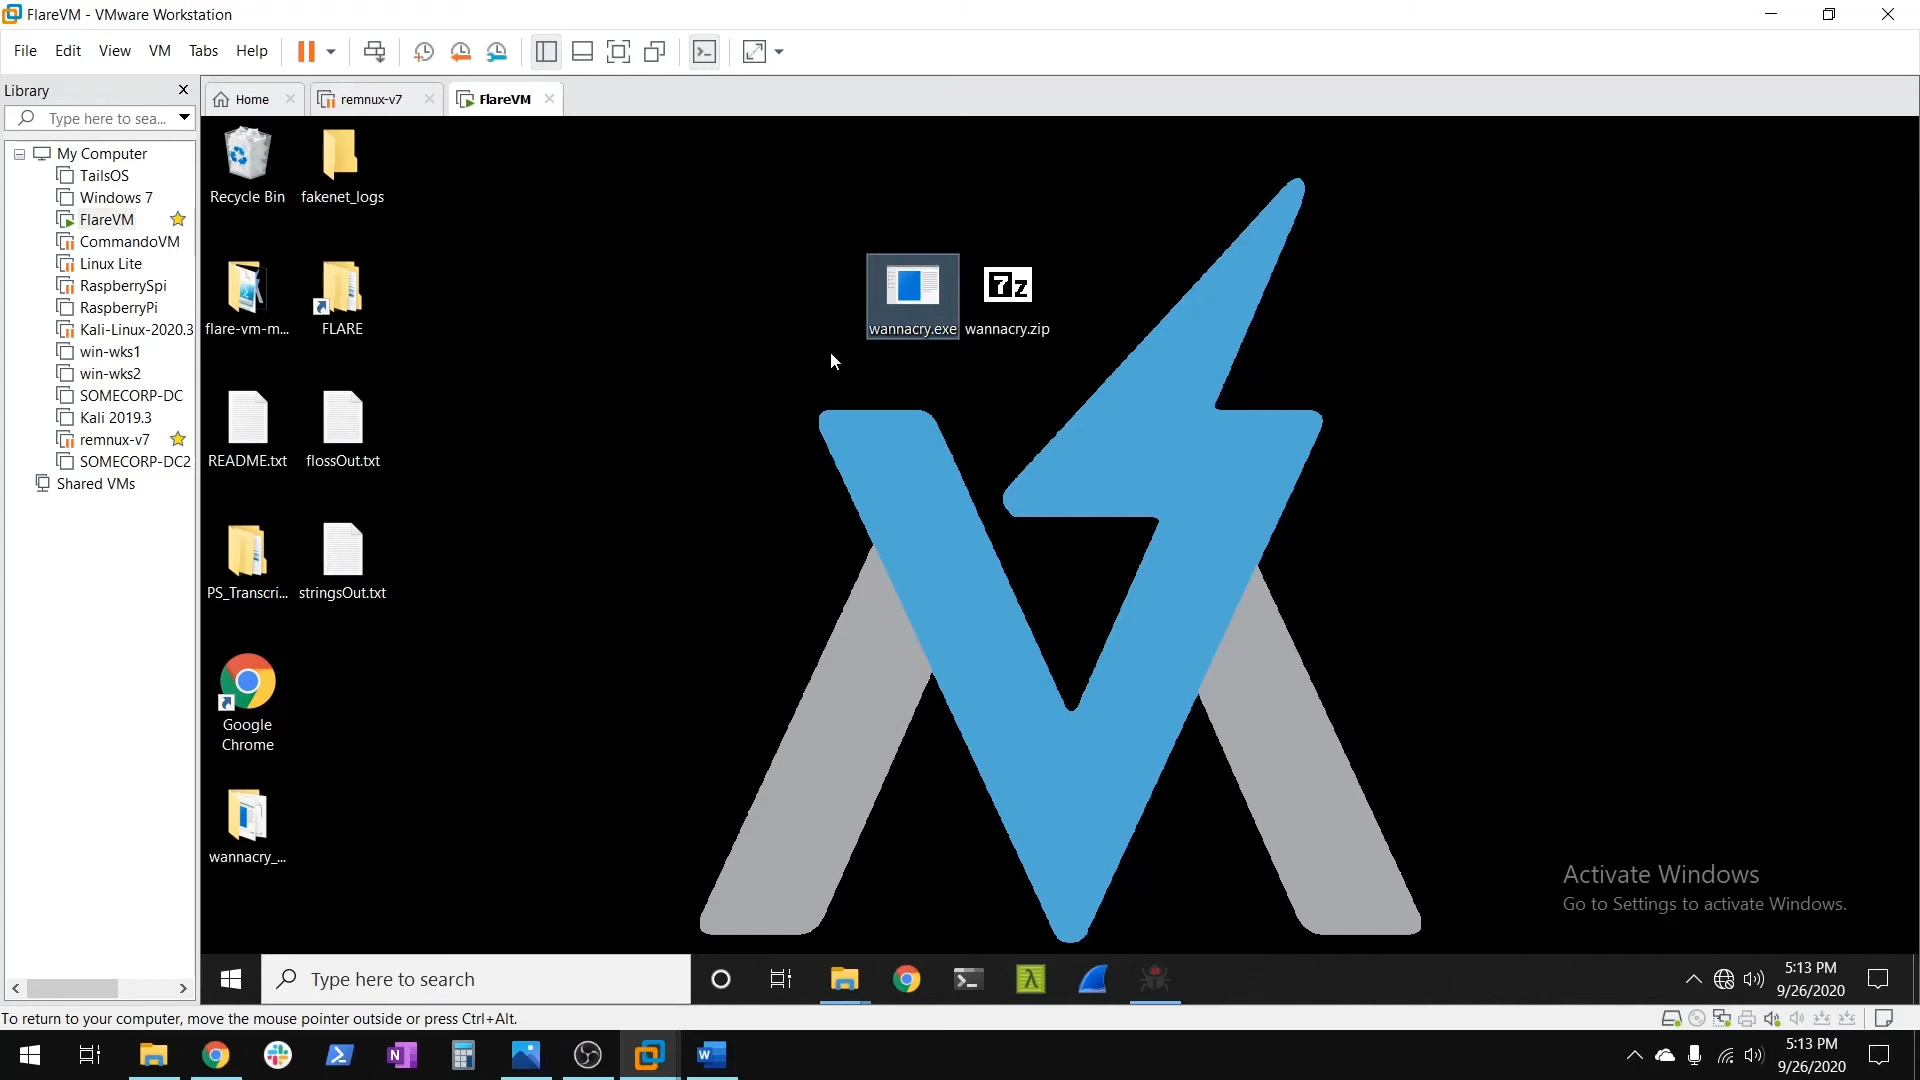 FlareVM - VMware Workstation
File Edit View VM Tabs Help
Library
Type here to sea...
Home
remnux-v7
FlareVM
My Computer
TailsOS
Windows 7
FlareVM
CommandoVM
Linux Lite
RaspberrySpi
RaspberryPi
Kali-Linux-2020.3
win-wks1
win-wks2
SOMECORP-DC
Kali 2019.3
remnux-v7
SOMECORP-DC2
Shared VMs
Recycle Bin
fakenet_logs
flare-vm-m...
FLARE
7z
wannacry.exe
wannacry.zip
README.txt
flossOut.txt
PS_Transcri...
stringsOut.txt
Google
Chrome
wannacry_...
Activate Windows
Go to Settings to activate Windows.
Type here to search
5:13 PM
9/26/2020
To return to your computer, move the mouse pointer outside or press Ctrl+Alt.
5:13 PM
9/26/2020